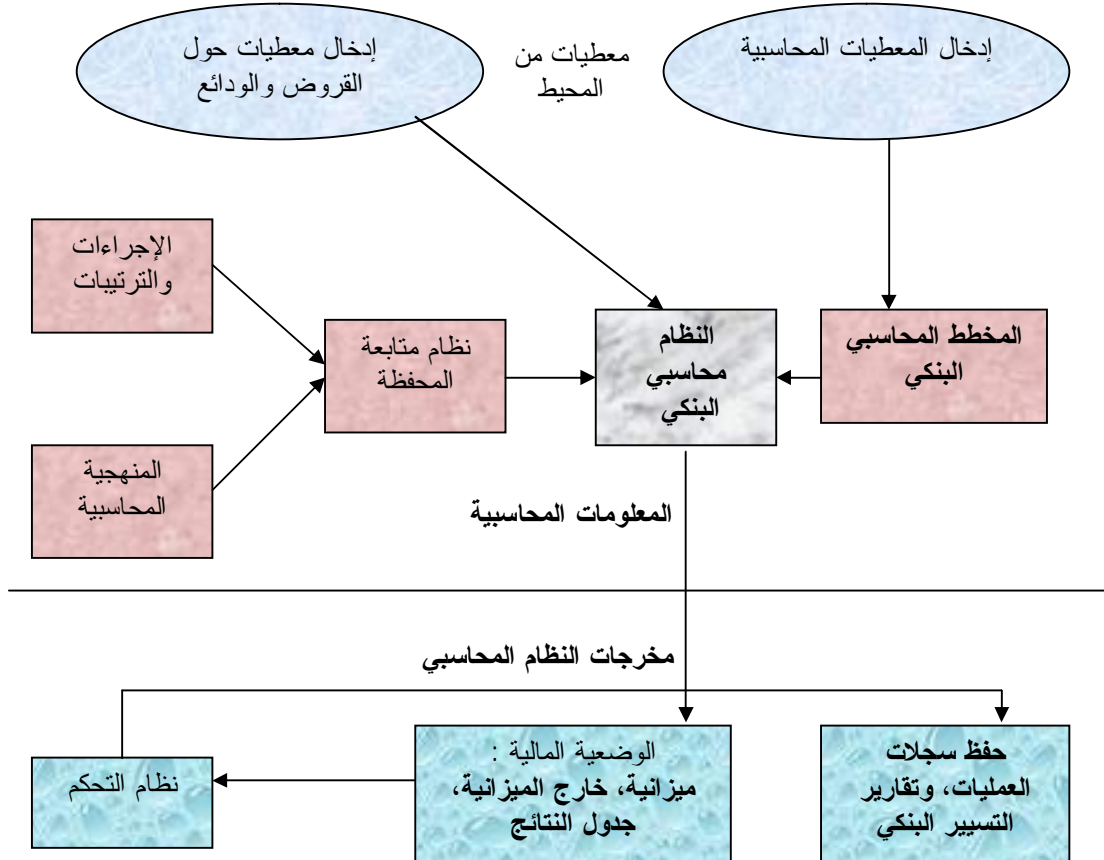 إدخال المعطيات المحاسبية
معطيات من
المحيط
إدخال معطيات حول
القروض والودائع
المخطط المحاسبي
البنكي
النظام
محاسبي
البنكي
نظام متابعة
المحفظة
الإجراءات
والترتيبات
المنهجية
المحاسبية
المعلومات المحاسبية
مخرجات النظام المحاسبي
حفظ سجلات
العمليات، وتقارير
التسيير البنكي
الوضعية المالية :
ميزانية، خارج الميزانية،
جدول النتائج
نظام التحكم